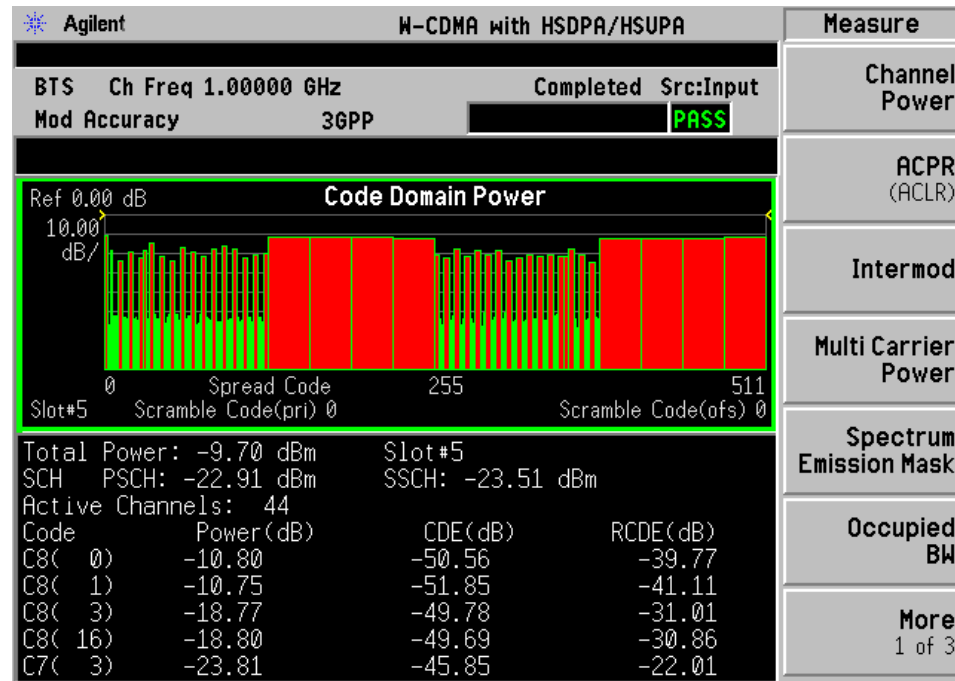 Agilent W-CDMA with HSDPA/HSUPA Measure
BTS Ch Freq 1.00000 GHz Completed Src:Input
Mod Accuracy 3GPP PASS
Channel
Power
ACPR
(ACLR)
Intermod
Multi Carrier
Power
Spectrum
Emission Mask
Occupied
BW
More
1 of 3
Ref 0.00 dB Code Domain Power
10.00
dB/
0 Spread Code 255 511
Slot#5 Scramble Code(pri) 0 Scramble Code(ofs) 0
Total Power: -9.70 dBm Slot#5
SCH PSCH: -22.91 dBm SSCH: -23.51 dBm
Active Channels: 44
Code Power(dB) CDE(dB) RCDE(dB)
C8( 0) -10.80 -50.56 -39.77
C8( 1) -10.75 -51.85 -41.11
C8( 3) -18.77 -49.78 -31.01
C8( 16) -18.80 -49.69 -30.86
C7( 3) -23.81 -45.85 -22.01